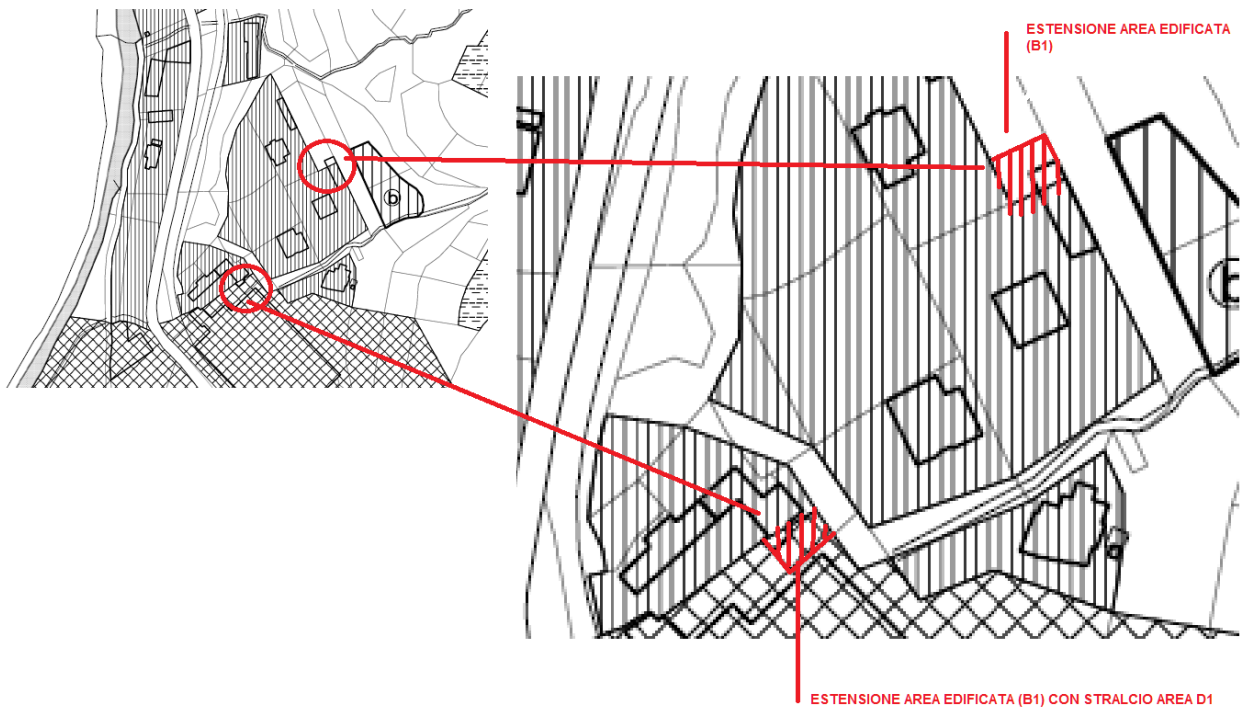 ESTENSIONE AREA EDIFICATA
(B1)
b
b
ESTENSIONE AREA EDIFICATA (B1) CON STRALCIO AREA D1